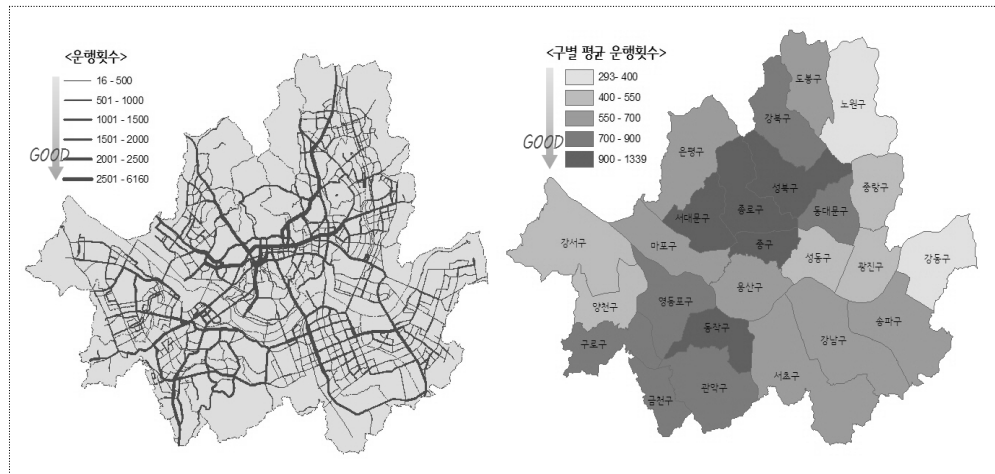 <운행횟수>
16 - 500
501 - 1000
1001 - 1500
1501 - 2000
2001 - 2500
2501 - 6160
GOOD
<구별 평균 운행횟수>
293- 400
400 - 550
550 - 700
700 - 900
900 - 1339
GOOD
도봉구
노원구
강북구
은평구
성북구
중랑구
서대문구
종로구
동대문구
강서구
마포구
중구
성동구
광진구
강동구
양천구
영등포구
용산구
송파구
구로구
동작구
강남구
서초구
관악구
금천구